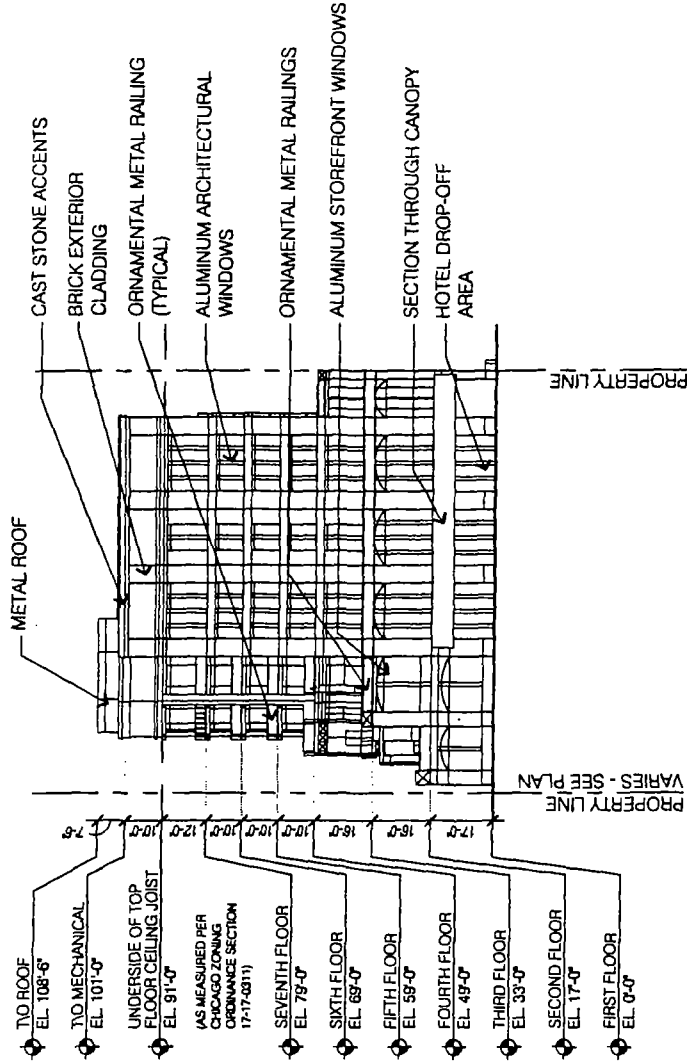 T/O ROOF
EL. 108'-6"
T/O MECHANICAL
EL. 101'-0"
UNDERSIDE OF TOP
FLOOR CEILING JOIST
EL. 91'-0"
(AS MEASURED PER
CHICAGO ZONING
ORDINANCE SECTION
17-17-0311)
SEVENTH FLOOR
EL. 79'-0"
SIXTH FLOOR
EL. 69'-0"
FIFTH FLOOR
EL. 59'-0"
FOURTH FLOOR
EL. 49'-0"
THIRD FLOOR
EL. 33'-0"
SECOND FLOOR
EL. 17'-0"
FIRST FLOOR
EL. 0'-0"
7'-6"
10'-0"
12'-0"
10'-0"
10'-0"
10'-0"
16'-0"
16'-0"
17'-0"
PROPERTY LINE
VARIES - SEE PLAN
METAL ROOF
CAST STONE ACCENTS
BRICK EXTERIOR
CLADDING
ORNAMENTAL METAL RAILING
(TYPICAL)
ALUMINUM ARCHITECTURAL
WINDOWS
ORNAMENTAL METAL RAILINGS
ALUMINUM STOREFRONT WINDOWS
SECTION THROUGH CANOPY
HOTEL DROP-OFF
AREA
PROPERTY LINE